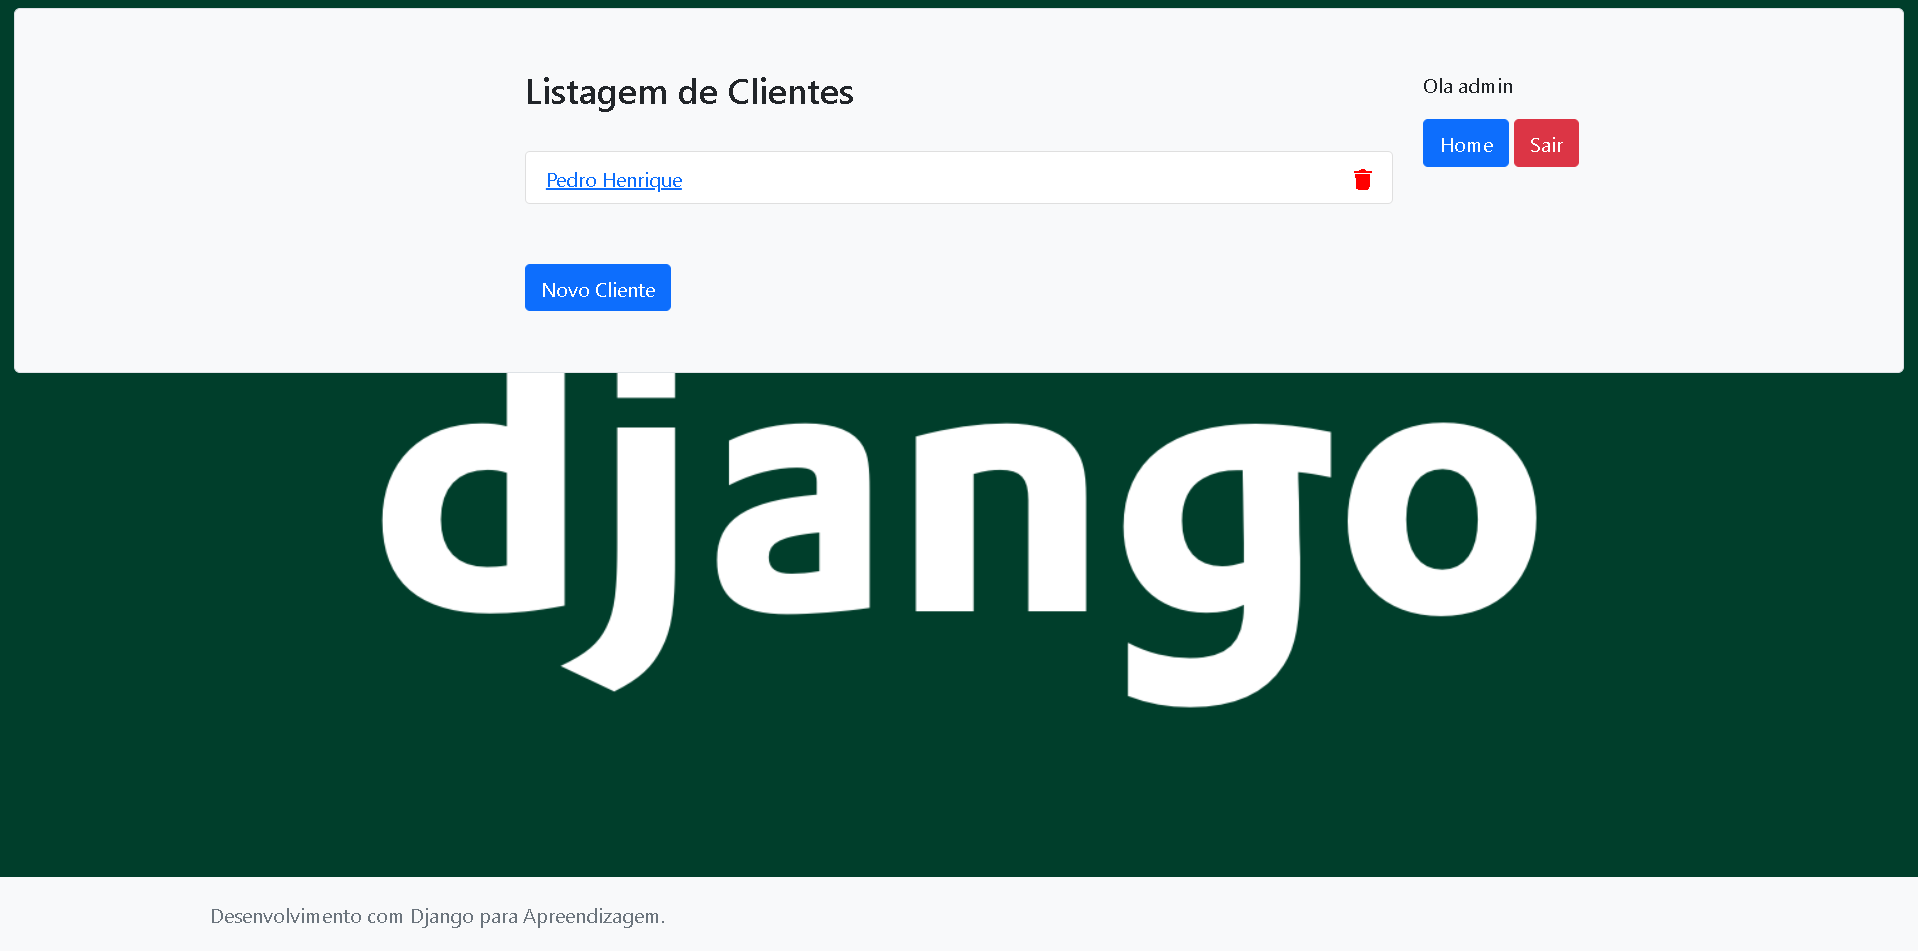 Listagem de Clientes
Ola admin
Home Sair
Pedro Henrique
Novo Cliente
django
Desenvolvimento com Django para Apreendizagem.